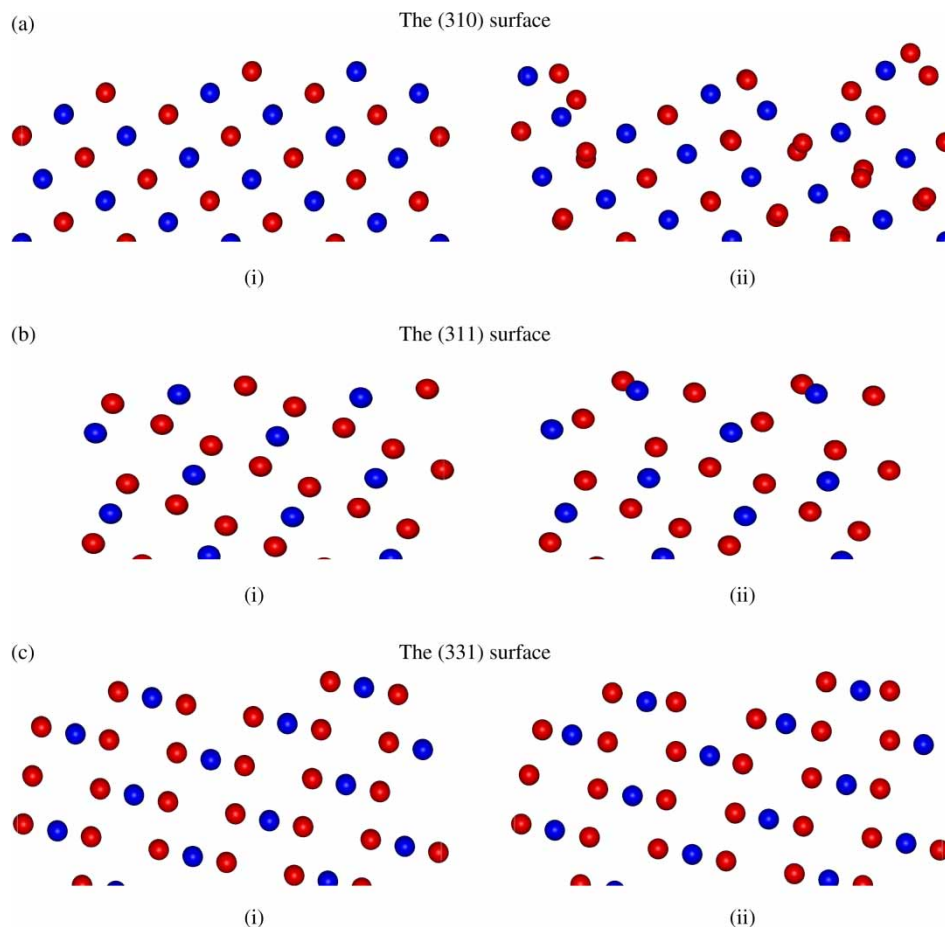 (a)
The (310) surface
(i)
(ii)
(b)
The (311) surface
(i)
(ii)
(c)
The (331) surface
(i)
(ii)